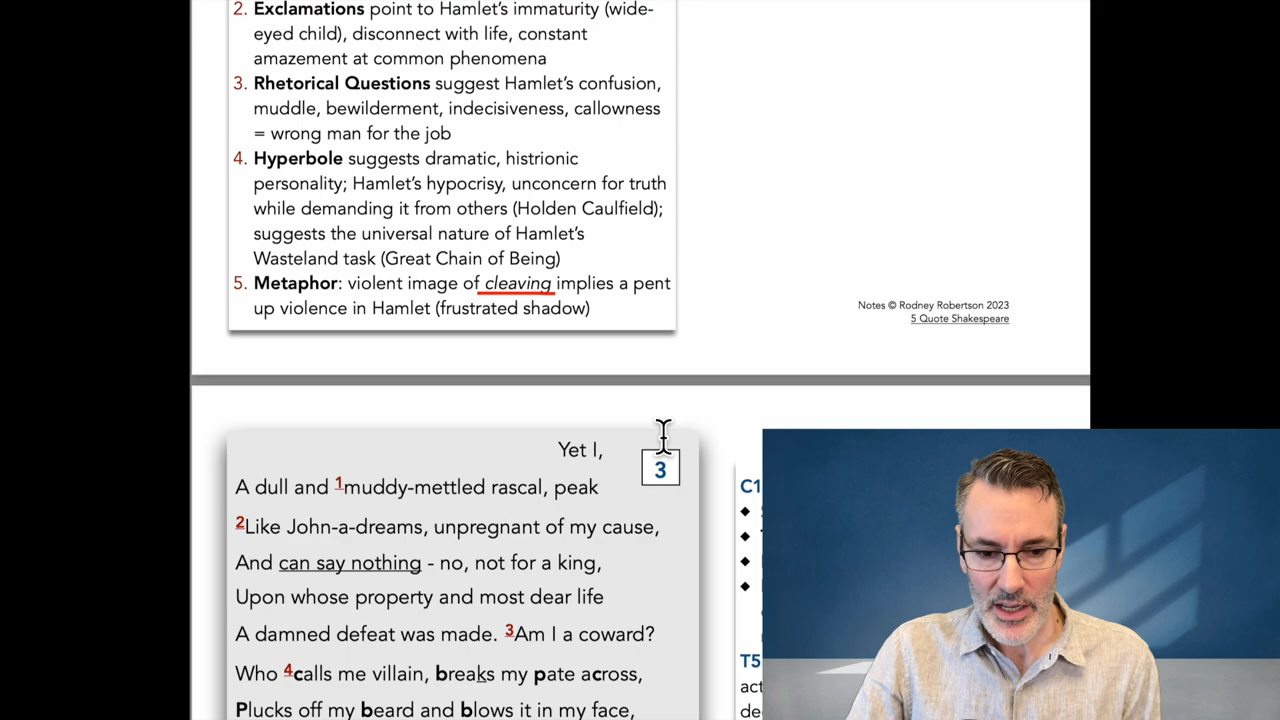 2. Exclamations point to Hamlet's immaturity (wide-
eyed child), disconnect with life, constant
amazement at common phenomena
3. Rhetorical Questions suggest Hamlet's confusion,
muddle, bewilderment, indecisiveness, callowness
= wrong man for the job
4. Hyperbole suggests dramatic, histrionic
personality; Hamlet's hypocrisy, unconcern for truth
while demanding it from others (Holden Caulfield);
suggests the universal nature of Hamlet's
Wasteland task (Great Chain of Being)
5. Metaphor: violent image of cleaving implies a pent
up violence in Hamlet (frustrated shadow)
Notes © Rodney Robertson 2023
5 Quote Shakespeare
Yet I,
3
A dull and 1muddy-mettled rascal, peak
2Like John-a-dreams, unpregnant of my cause,
And can say nothing - no, not for a king,
Upon whose property and most dear life
A damned defeat was made. 3Am I a coward?
Who 4calls me villain, breaks my pate across,
Plucks off my beard and blows it in my face,
C1
T5
act
de